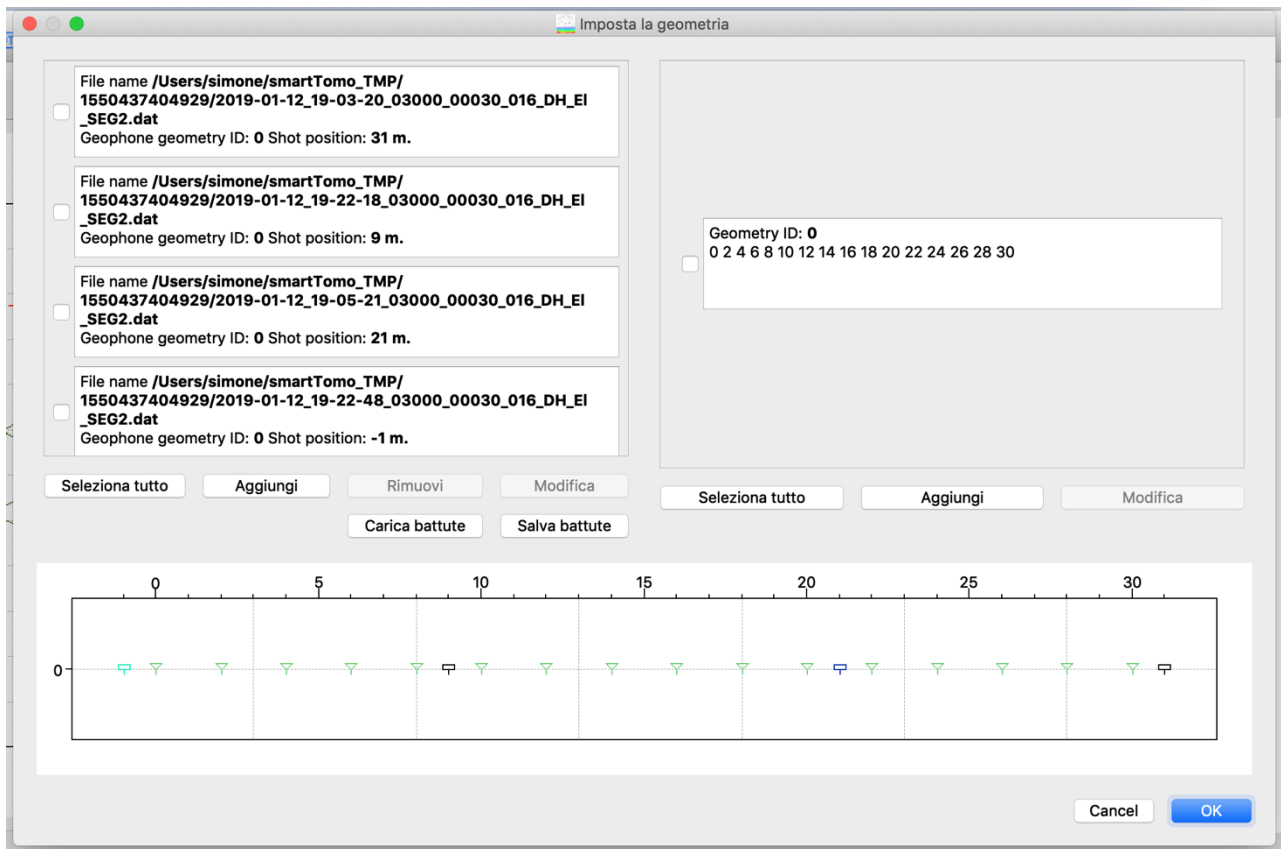 Imposta la geometria
File name /Users/simone/smartTomo_TMP/
1550437404929/2019-01-12_19-03-20_03000_00030_016_DH_El
_SEG2.dat
Geophone geometry ID: 0 Shot position: 31 m.
File name /Users/simone/smartTomo_TMP/
1550437404929/2019-01-12_19-22-18_03000_00030_016_DH_El
_SEG2.dat
Geophone geometry ID: 0 Shot position: 9 m.
File name /Users/simone/smartTomo_TMP/
1550437404929/2019-01-12_19-05-21_03000_00030_016_DH_El
_SEG2.dat
Geophone geometry ID: 0 Shot position: 21 m.
File name /Users/simone/smartTomo_TMP/
1550437404929/2019-01-12_19-22-48_03000_00030_016_DH_El
_SEG2.dat
Geophone geometry ID: 0 Shot position: -1 m.
Seleziona tutto Aggiungi Rimuovi Modifica
Carica battute Salva battute
Geometry ID: 0
0 2 4 6 8 10 12 14 16 18 20 22 24 26 28 30
Seleziona tutto Aggiungi Modifica
0 5 10 15 20 25 30
0
Cancel OK